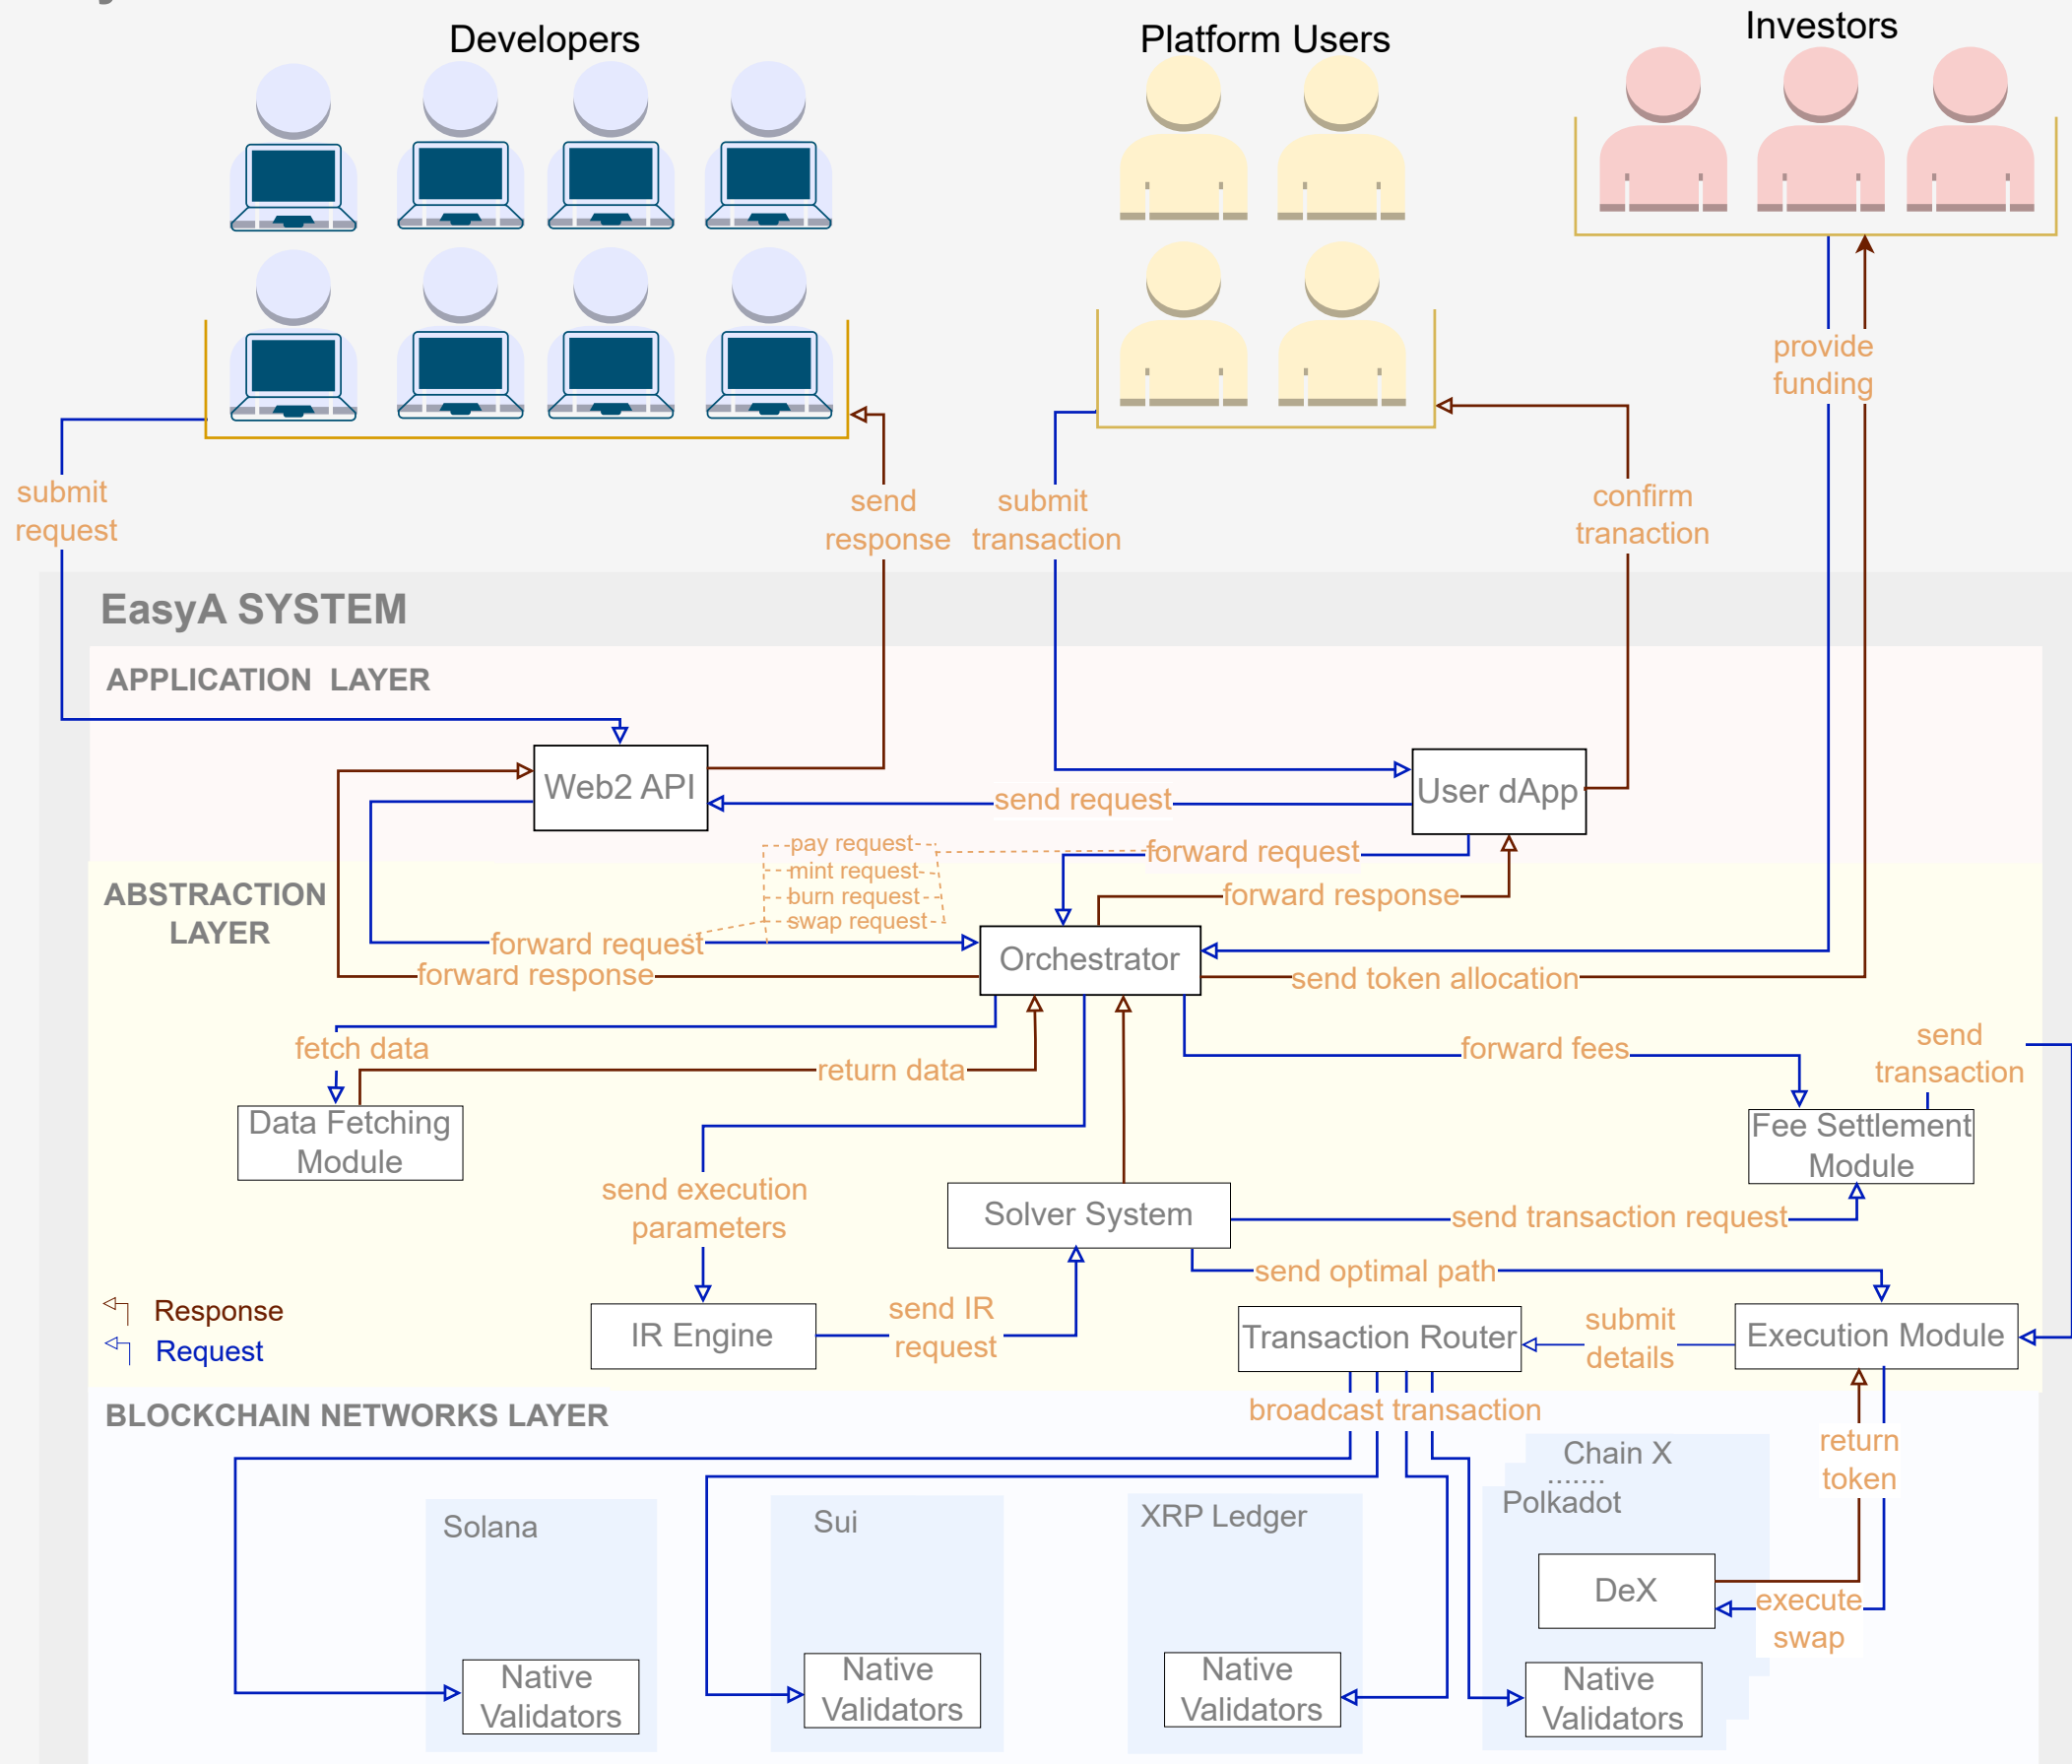 Developers
Platform Users
Investors
provide
funding
submit
request
send
response
submit
transaction
confirm
tranaction
EasyA SYSTEM
APPLICATION LAYER
Web2 API
User dApp
send request
pay request
mint request
burn request
swap request
forward request
forward response
ABSTRACTION
LAYER
forward request
forward response
Orchestrator
send token allocation
fetch data
return data
forward fees
send
transaction
Data Fetching
Module
Fee Settlement
Module
send execution
parameters
Solver System
send transaction request
send optimal path
Response
Request
IR Engine
send IR
request
Transaction Router
submit
details
Execution Module
BLOCKCHAIN NETWORKS LAYER
broadcast transaction
return
token
Chain X
.......
Polkadot
Solana
Sui
XRP Ledger
DeX
execute
swap
Native
Validators
Native
Validators
Native
Validators
Native
Validators